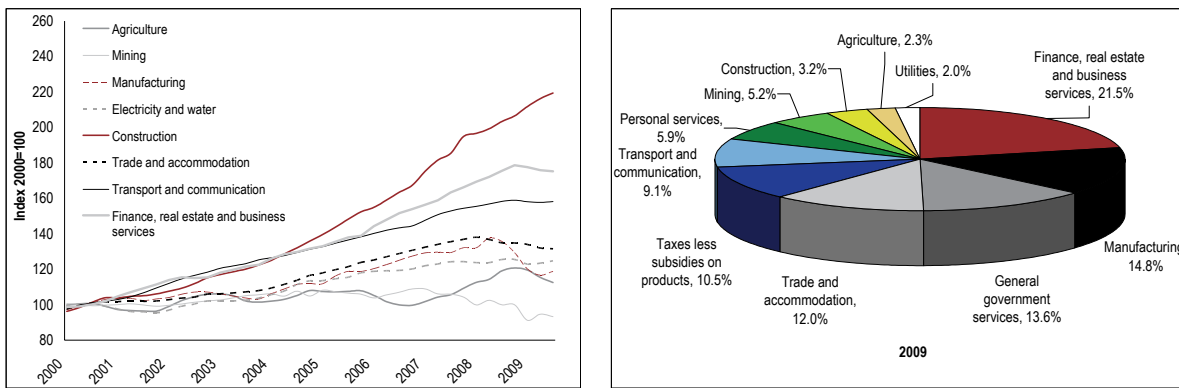 260
240
220
200
180
160
140
120
100
80
Index 2000=100
2000
2001
2002
2003
2004
2005
2006
2007
2008
2009
Agriculture
Mining
Manufacturing
Electricity and water
Construction
Trade and accommodation
Transport and communication
Finance, real estate and business
services
Agriculture, 2.3%
Construction, 3.2%
Utilities, 2.0%
Mining, 5.2%
Finance, real estate
and business
services, 21.5%
Personal services,
5.9%
Transport and
communication,
9.1%
Taxes less
subsidies on
products, 10.5%
Trade and
accommodation,
12.0%
General
government
services, 13.6%
Manufacturing
14.8%
2009